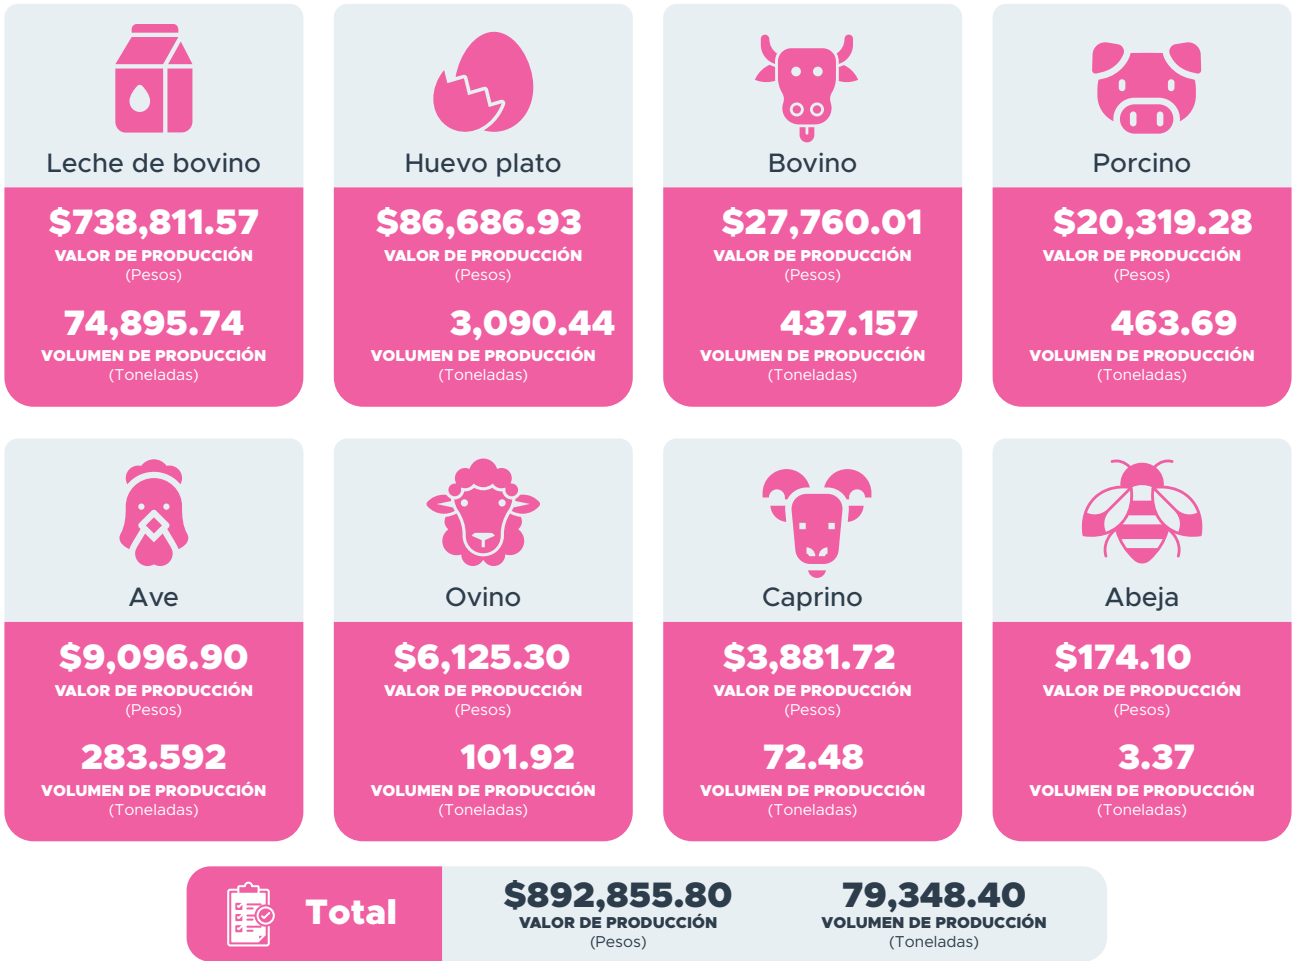 Leche de bovino
$738,811.57
VALOR DE PRODUCCIÓN
(Pesos)
74,895.74
VOLUMEN DE PRODUCCIÓN
(Toneladas)
Huevo plato
$86,686.93
VALOR DE PRODUCCIÓN
(Pesos)
3,090.44
VOLUMEN DE PRODUCCIÓN
(Toneladas)
Bovino
$27,760.01
VALOR DE PRODUCCIÓN
(Pesos)
437.157
VOLUMEN DE PRODUCCIÓN
(Toneladas)
Porcino
$20,319.28
VALOR DE PRODUCCIÓN
(Pesos)
463.69
VOLUMEN DE PRODUCCIÓN
(Toneladas)
Ave
$9,096.90
VALOR DE PRODUCCIÓN
(Pesos)
283.592
VOLUMEN DE PRODUCCIÓN
(Toneladas)
Ovino
$6,125.30
VALOR DE PRODUCCIÓN
(Pesos)
101.92
VOLUMEN DE PRODUCCIÓN
(Toneladas)
Caprino
$3,881.72
VALOR DE PRODUCCIÓN
(Pesos)
72.48
VOLUMEN DE PRODUCCIÓN
(Toneladas)
Abeja
$174.10
VALOR DE PRODUCCIÓN
(Pesos)
3.37
VOLUMEN DE PRODUCCIÓN
(Toneladas)
Total
$892,855.80
VALOR DE PRODUCCIÓN
(Pesos)
79,348.40
VOLUMEN DE PRODUCCIÓN
(Toneladas)